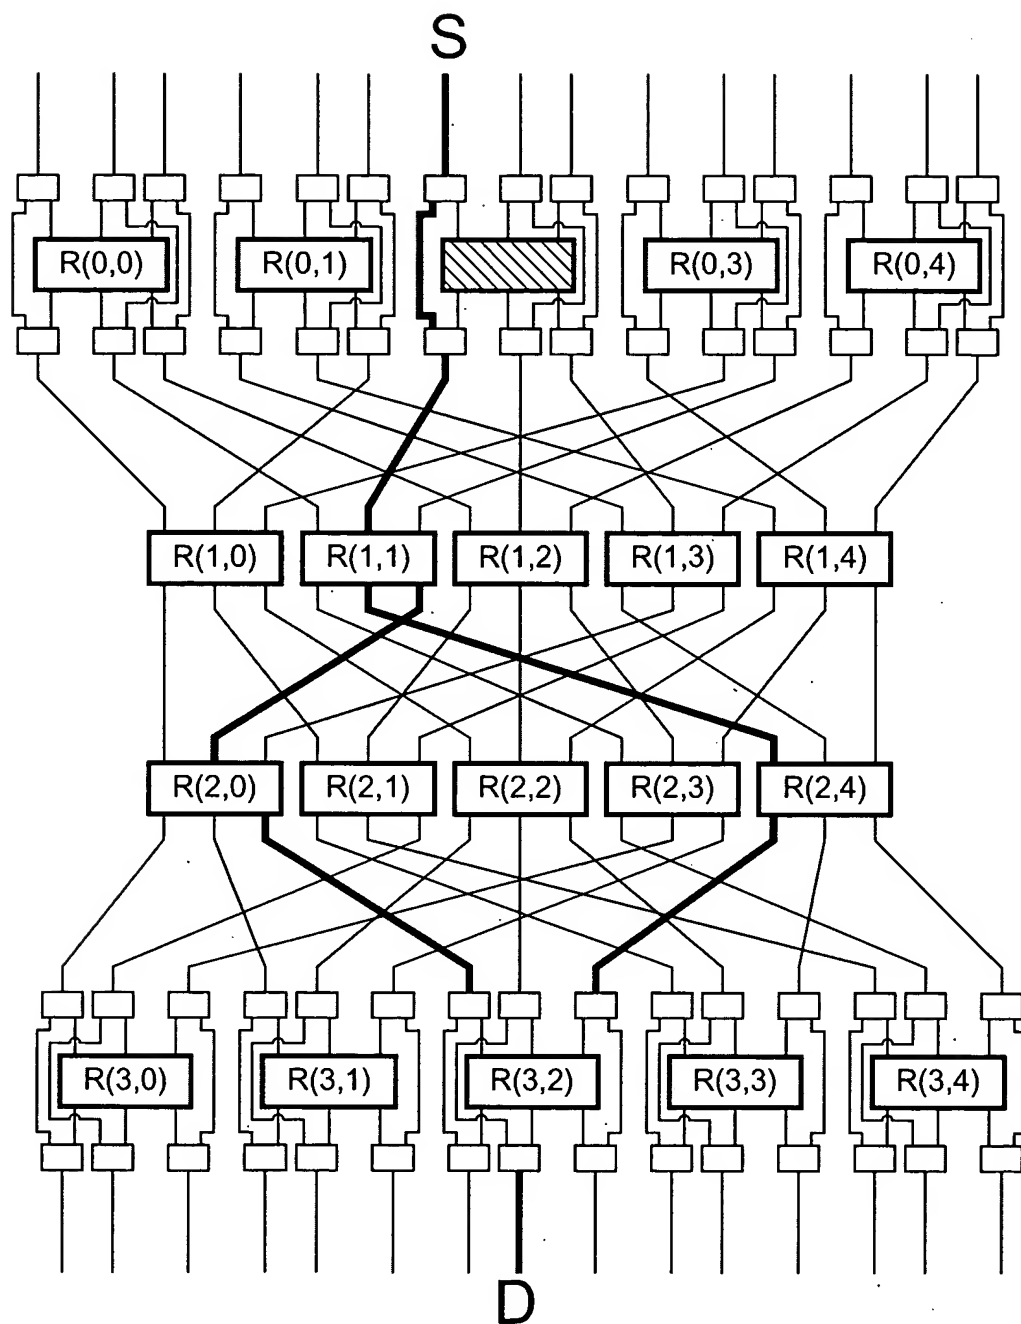 S
R(0,0) R(0,1) R(0,3) R(0,4)
R(1,0) R(1,1) R(1,2) R(1,3) R(1,4)
R(2,0) R(2,1) R(2,2) R(2,3) R(2,4)
R(3,0) R(3,1) R(3,2) R(3,3) R(3,4)
D